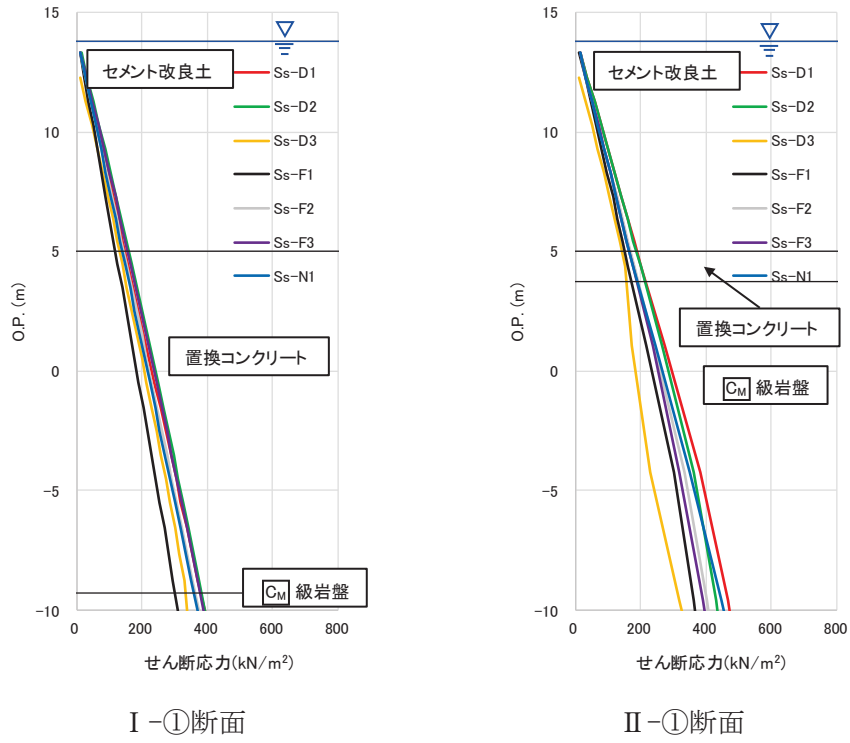 15
10
5
0
-5
-10
O.P. (m)
セメント改良土
Ss-D1
Ss-D2
Ss-D3
Ss-F1
Ss-F2
Ss-F3
Ss-N1
置換コンクリート
CM 級岩盤
0 200 400 600 800
せん断応力(kN/m²)
Ⅰ-①断面
15
10
5
0
-5
-10
O.P. (m)
セメント改良土
Ss-D1
Ss-D2
Ss-D3
Ss-F1
Ss-F2
Ss-F3
Ss-N1
置換コンクリート
CM 級岩盤
0 200 400 600 800
せん断応力(kN/m²)
Ⅱ-①断面